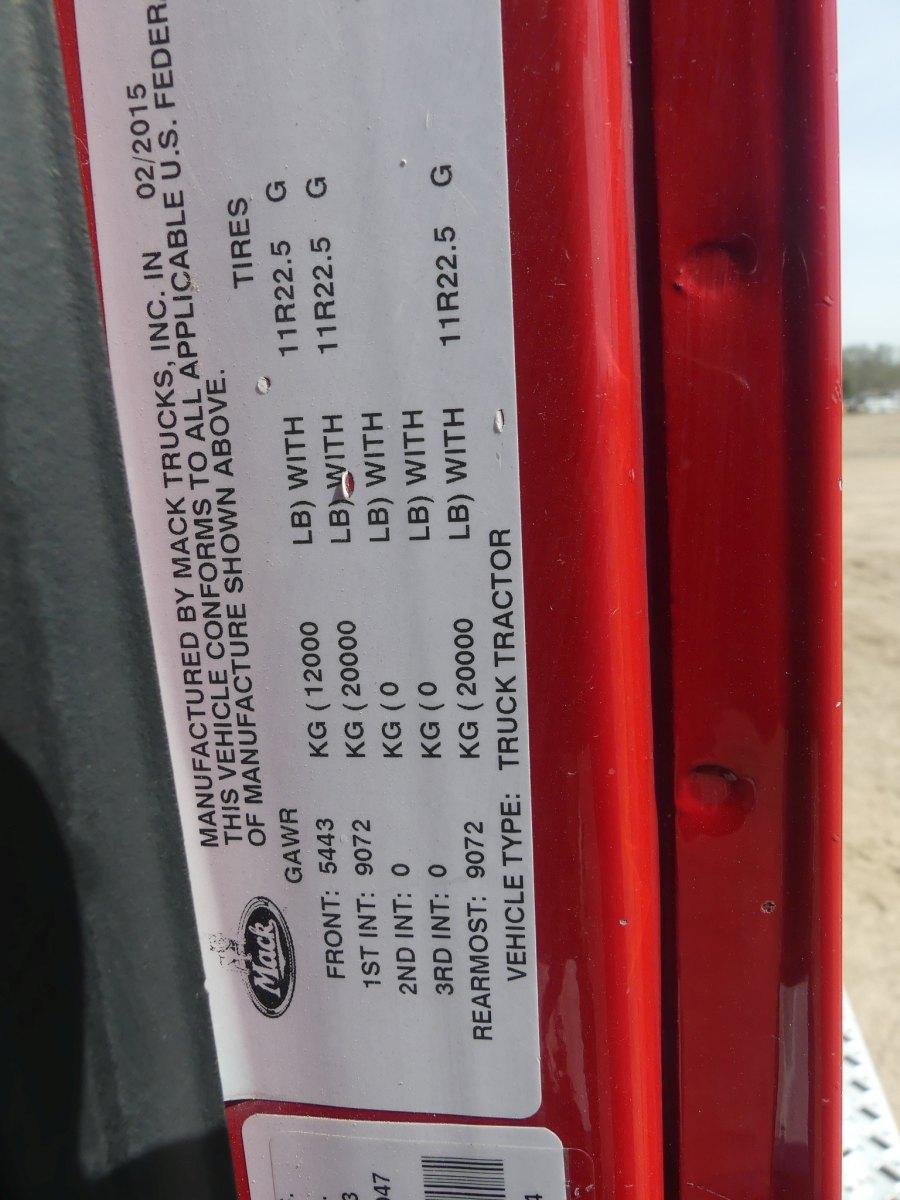 Mack
MANUFACTURED BY MACK TRUCKS, INC. IN 02/2015
THIS VEHICLE CONFORMS TO ALL APPLICABLE U.S. FEDER
OF MANUFACTURE SHOWN ABOVE.
GAWR TIRES
FRONT: 5443 KG ( 12000 LB) WITH 11R22.5 G
1ST INT: 9072 KG ( 20000 LB) WITH 11R22.5 G
2ND INT: 0 KG ( 0 LB) WITH
3RD INT: 0 KG ( 0 LB) WITH
REARMOST: 9072 KG ( 20000 LB) WITH 11R22.5 G
VEHICLE TYPE: TRUCK TRACTOR
3
047
4